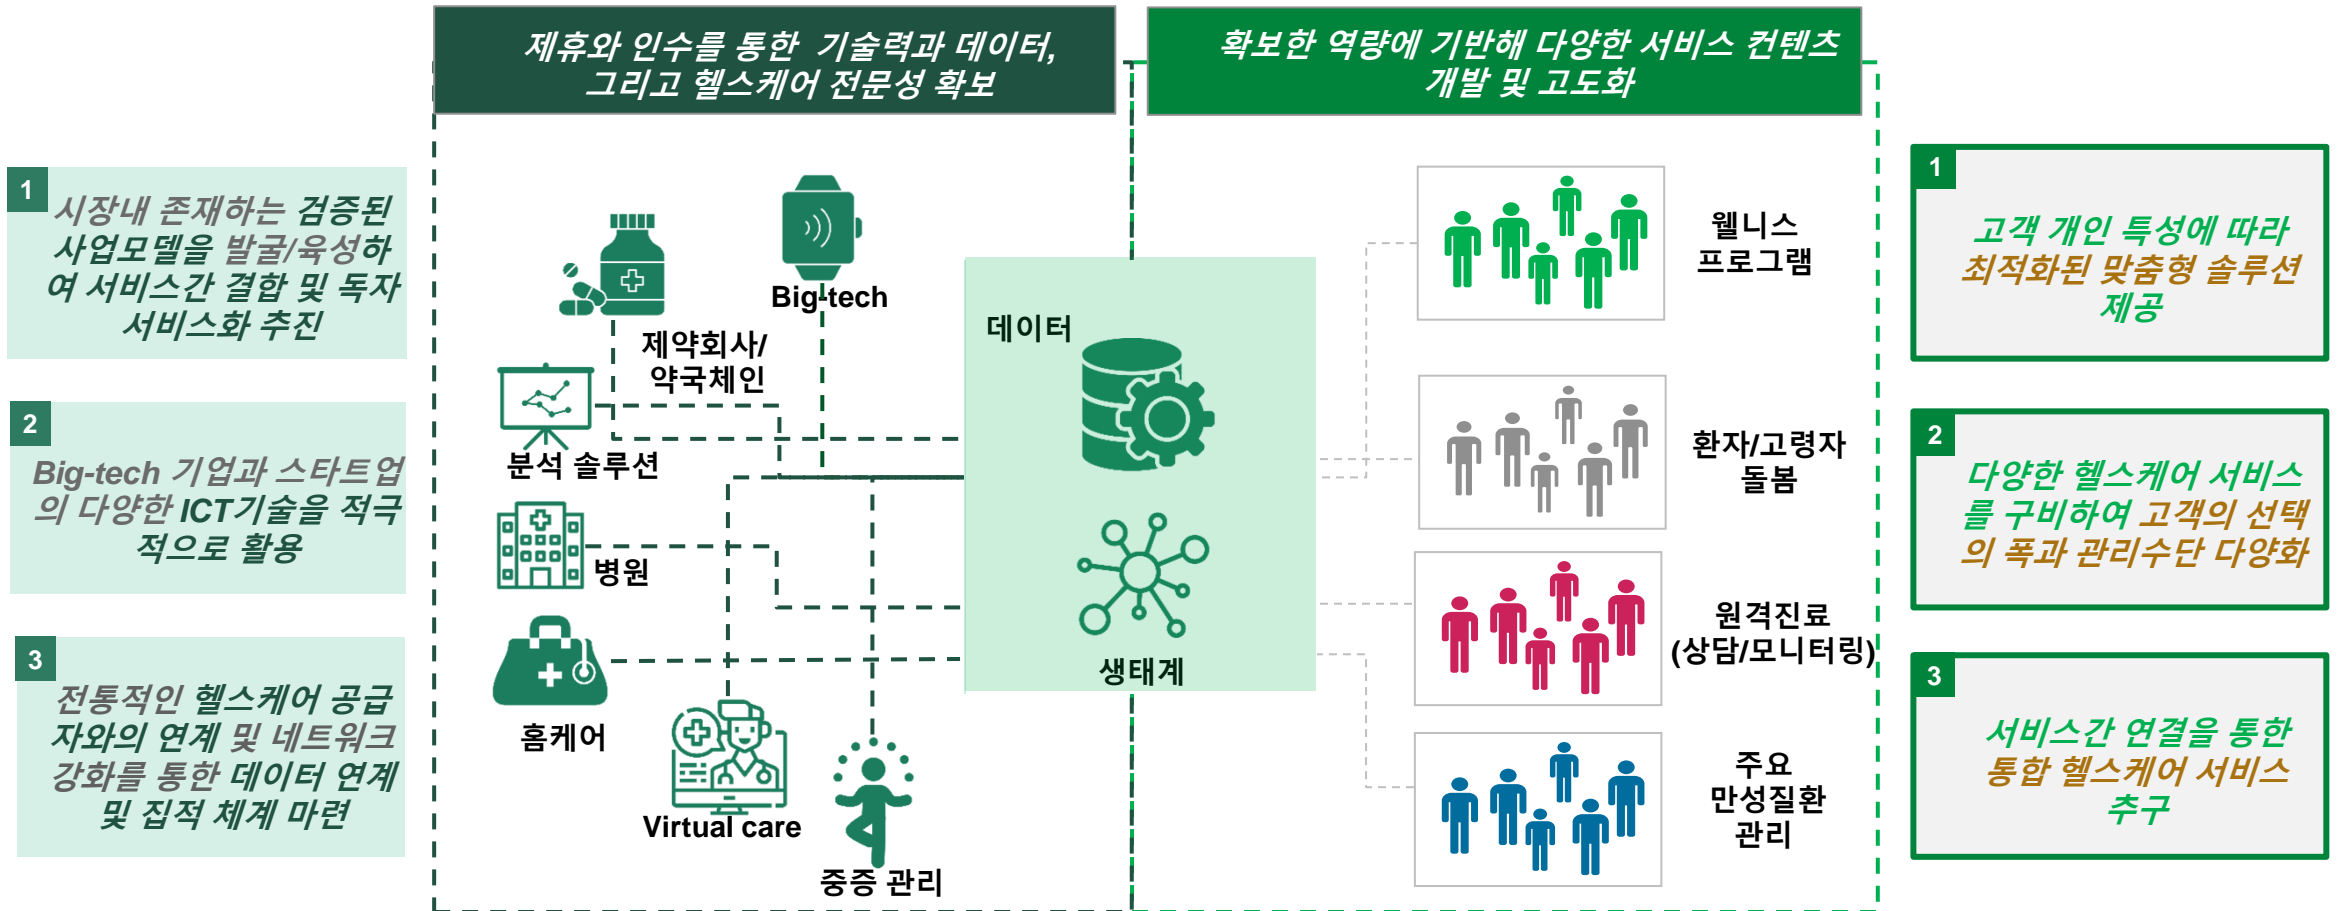 제휴와 인수를 통한 기술력과 데이터,
그리고 헬스케어 전문성 확보
확보한 역량에 기반해 다양한 서비스 컨텐츠
개발 및 고도화
1
시장내 존재하는 검증된
사업모델을 발굴/육성하
여 서비스간 결합 및 독자
서비스화 추진
2
Big-tech 기업과 스타트업
의 다양한 ICT기술을 적극
적으로 활용
3
전통적인 헬스케어 공급
자와의 연계 및 네트워크
강화를 통한 데이터 연계
및 집적 체계 마련
Big-tech
제약회사/
약국체인
분석 솔루션
병원
홈케어
Virtual care
중증 관리
데이터
생태계
웰니스
프로그램
환자/고령자
돌봄
원격진료
(상담/모니터링)
주요
만성질환
관리
1
고객 개인 특성에 따라
최적화된 맞춤형 솔루션
제공
2
다양한 헬스케어 서비스
를 구비하여 고객의 선택
의 폭과 관리수단 다양화
3
서비스간 연결을 통한
통합 헬스케어 서비스
추구